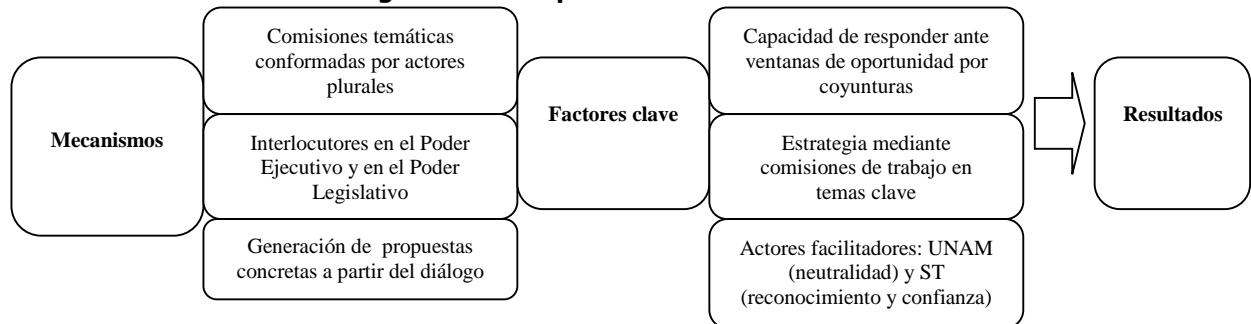 Mecanismos
Comisiones temáticas
conformadas por actores
plurales
Interlocutores en el Poder
Ejecutivo y en el Poder
Legislativo
Generación de propuestas
concretas a partir del diálogo
Factores clave
Capacidad de responder ante
ventanas de oportunidad por
coyunturas
Estrategia mediante
comisiones de trabajo en
temas clave
Actores facilitadores: UNAM
(neutralidad) y ST
(reconocimiento y confianza)
Resultados